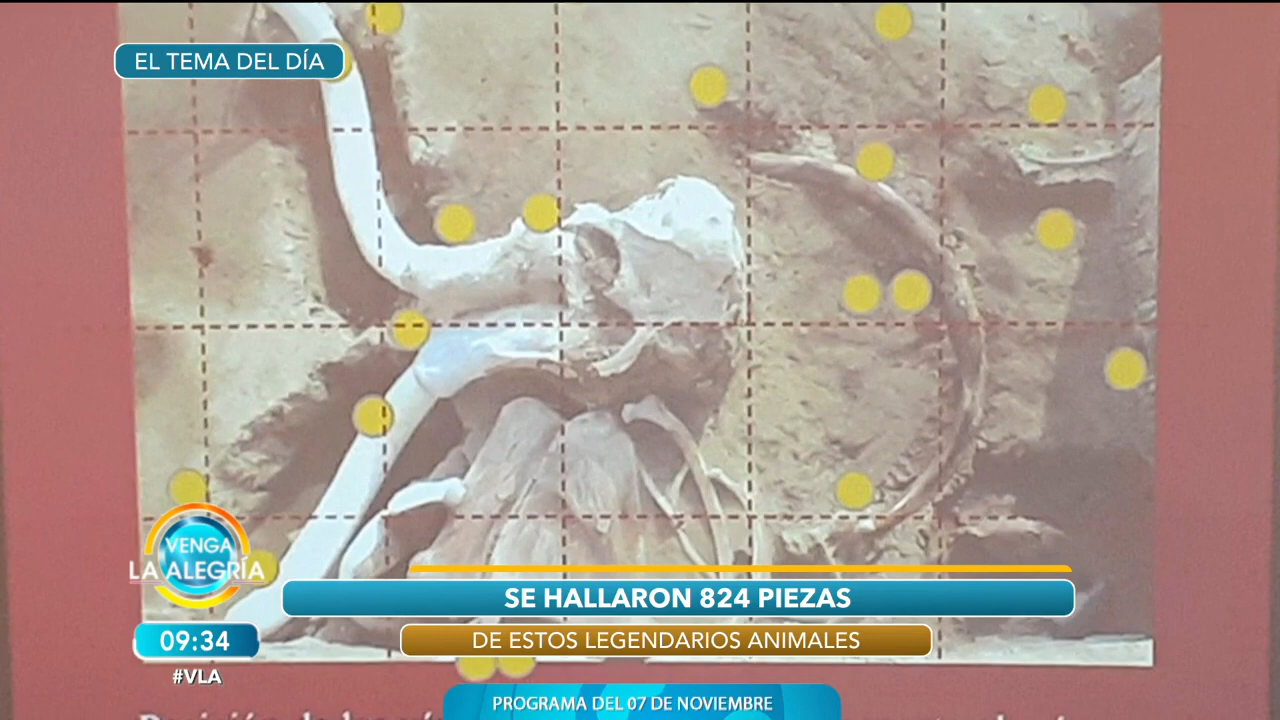 EL TEMA DEL DÍA
VENGA
LA ALEGRÍA
SE HALLARON 824 PIEZAS
DE ESTOS LEGENDARIOS ANIMALES
09:34
#VLA
PROGRAMA DEL 07 DE NOVIEMBRE